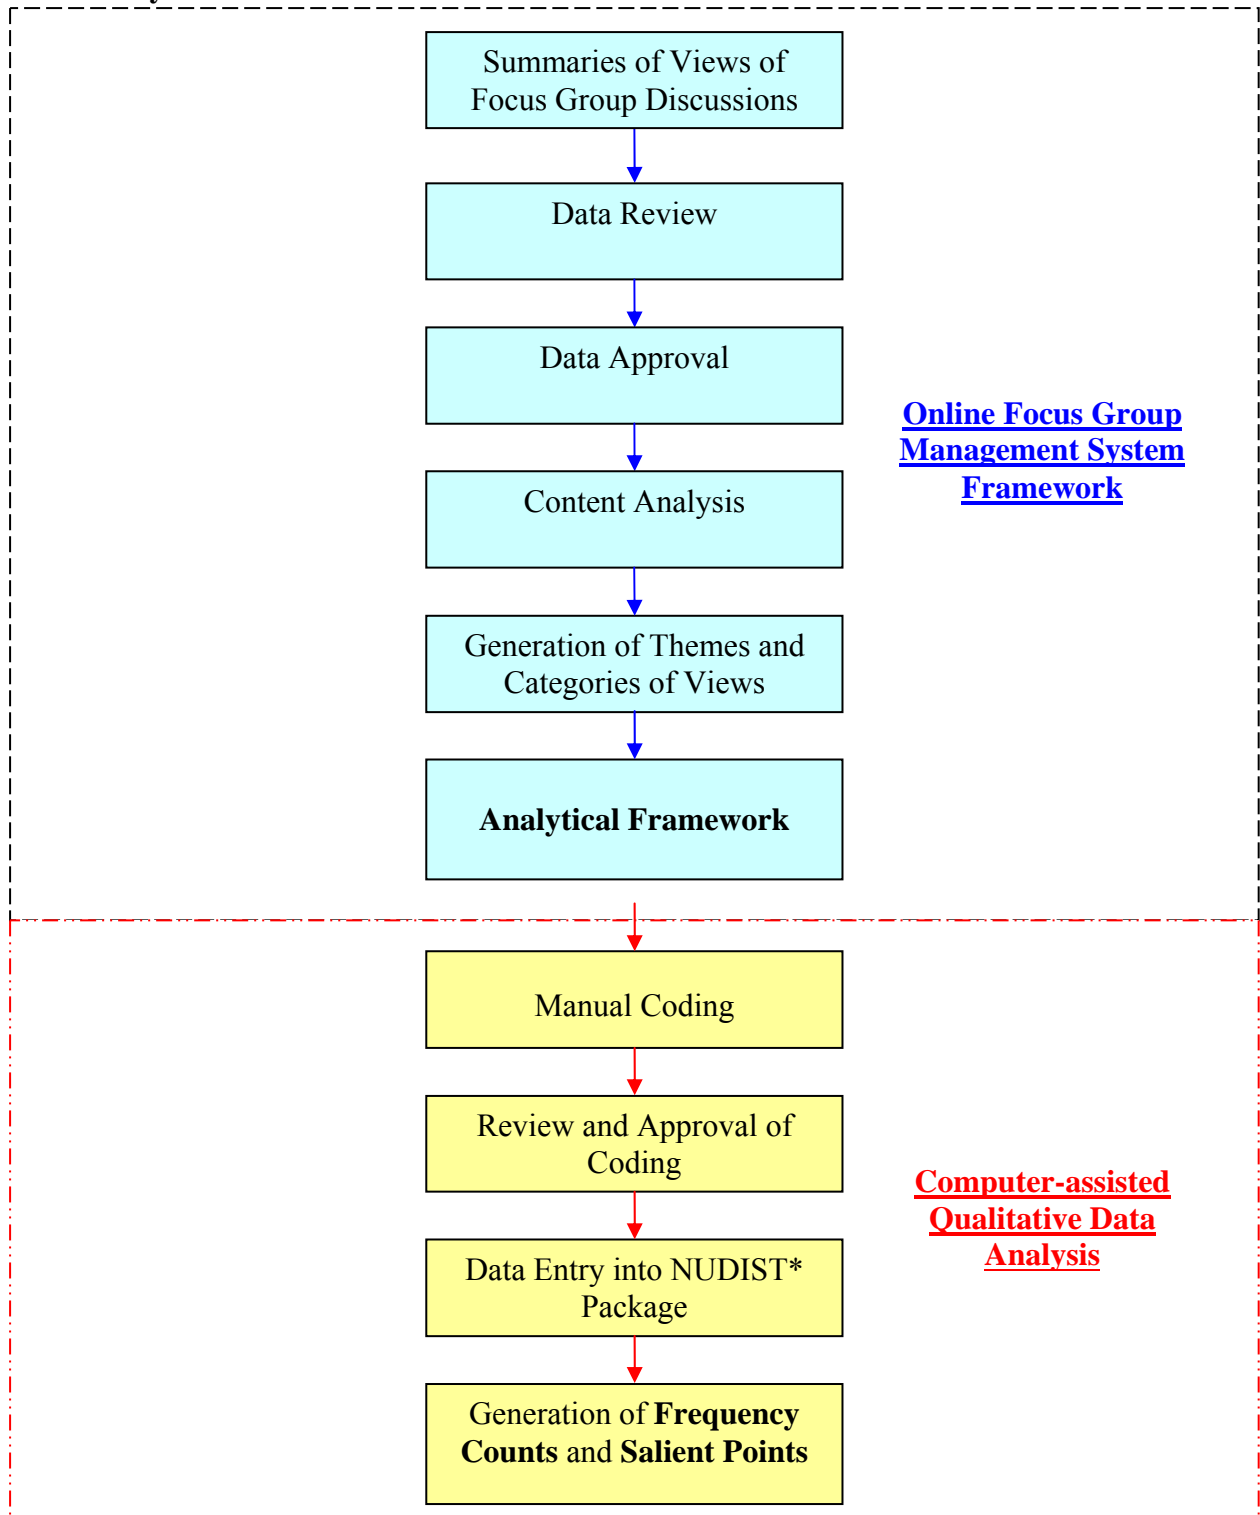 Summaries of Views of
Focus Group Discussions
Data Review
Data Approval
Online Focus Group
Management System
Framework
Content Analysis
Generation of Themes and
Categories of Views
Analytical Framework
Manual Coding
Review and Approval of
Coding
Computer-assisted
Qualitative Data
Analysis
Data Entry into NUDIST*
Package
Generation of Frequency
Counts and Salient Points